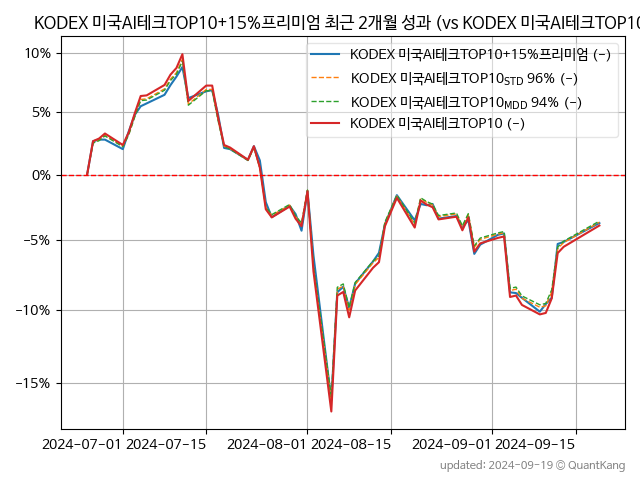 KODEX 미국AI테크TOP10+15%프리미엄 최근 2개월 성과 (vs KODEX 미국AI테크TOP10
KODEX 미국AI테크TOP10+15%프리미엄 (−)
KODEX 미국AI테크TOP10STD 96% (−)
KODEX 미국AI테크TOP10MDD 94% (−)
KODEX 미국AI테크TOP10 (−)
10%
5%
0%
−5%
−10%
−15%
2024-07-01 2024-07-15 2024-08-01 2024-08-15 2024-09-01 2024-09-15
updated: 2024-09-19 © QuantKang